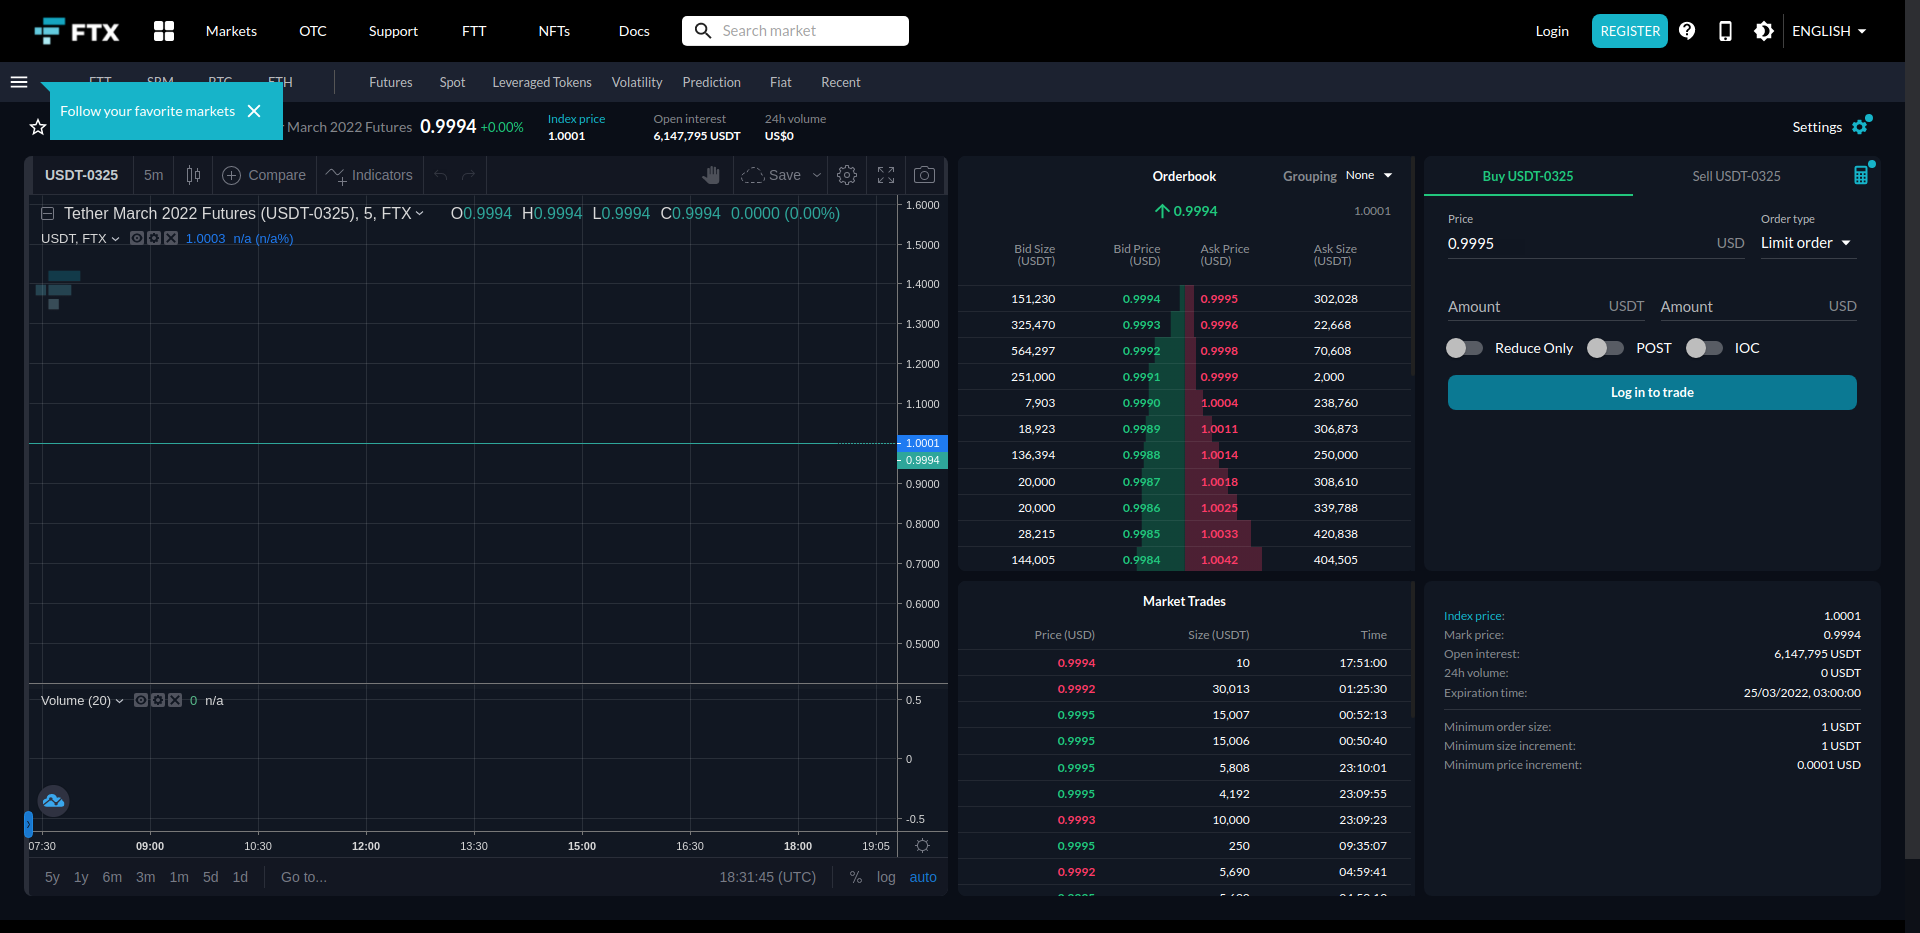 FTX
Markets OTC Support FTT NFTs Docs Search market Login REGISTER ENGLISH
Futures Spot Leveraged Tokens Volatility Prediction Fiat Recent
Follow your favorite markets
March 2022 Futures 0.9994 +0.00% Index price 1.0001 Open interest 6,147,795 USDT 24h volume US$0 Settings
USDT-0325 5m Compare Indicators Save
Tether March 2022 Futures (USDT-0325), 5, FTX O0.9994 H0.9994 L0.9994 C0.9994 0.0000 (0.00%)
USDT, FTX 1.0003 n/a (n/a%)
1.6000
1.5000
1.4000
1.3000
1.2000
1.1000
1.0001
0.9994
0.9000
0.8000
0.7000
0.6000
0.5000
Volume (20) 0 n/a
0.5
0
-0.5
07:30 09:00 10:30 12:00 13:30 15:00 16:30 18:00 19:05
5y 1y 6m 3m 1m 5d 1d Go to... 18:31:45 (UTC) % log auto
Orderbook Grouping None
0.9994 1.0001
Bid Size (USDT) Bid Price (USD) Ask Price (USD) Ask Size (USDT)
151,230 0.9994 0.9995 302,028
325,470 0.9993 0.9996 22,668
564,297 0.9992 0.9998 70,608
251,000 0.9991 0.9999 2,000
7,903 0.9990 1.0004 238,760
18,923 0.9989 1.0011 306,873
136,394 0.9988 1.0014 250,000
20,000 0.9987 1.0018 308,610
20,000 0.9986 1.0025 339,788
28,215 0.9985 1.0033 420,838
144,005 0.9984 1.0042 404,505
Market Trades
Price (USD) Size (USDT) Time
0.9994 10 17:51:00
0.9992 30,013 01:25:30
0.9995 15,007 00:52:13
0.9995 15,006 00:50:40
0.9995 5,808 23:10:01
0.9995 4,192 23:09:55
0.9993 10,000 23:09:23
0.9995 250 09:35:07
0.9992 5,690 04:59:41
Buy USDT-0325 Sell USDT-0325
Price Order type
0.9995 USD Limit order
Amount USDT Amount USD
Reduce Only POST IOC
Log in to trade
Index price: 1.0001
Mark price: 0.9994
Open interest: 6,147,795 USDT
24h volume: 0 USDT
Expiration time: 25/03/2022, 03:00:00
Minimum order size: 1 USDT
Minimum size increment: 1 USDT
Minimum price increment: 0.0001 USD